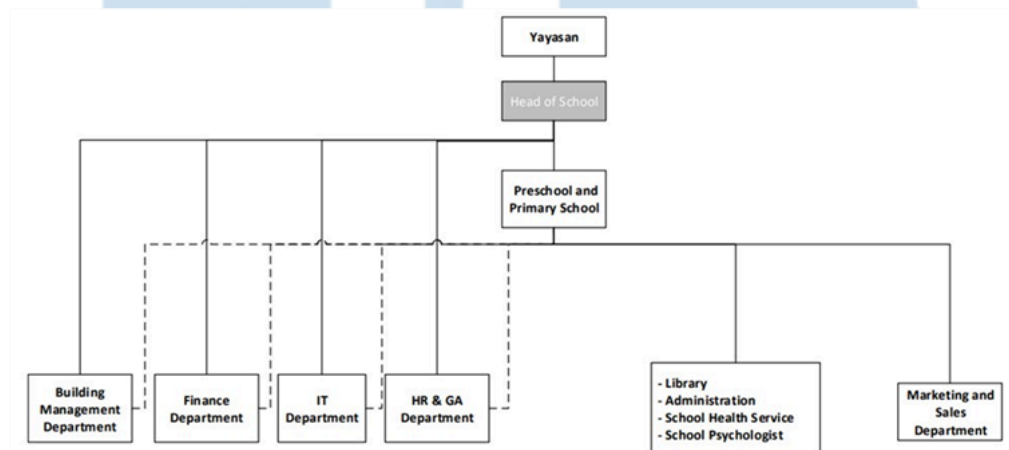 Yayasan
Head of School
Preschool and
Primary School
Building
Management
Department
Finance
Department
IT
Department
HR & GA
Department
- Library
- Administration
- School Health Service
- School Psychologist
Marketing and
Sales
Department